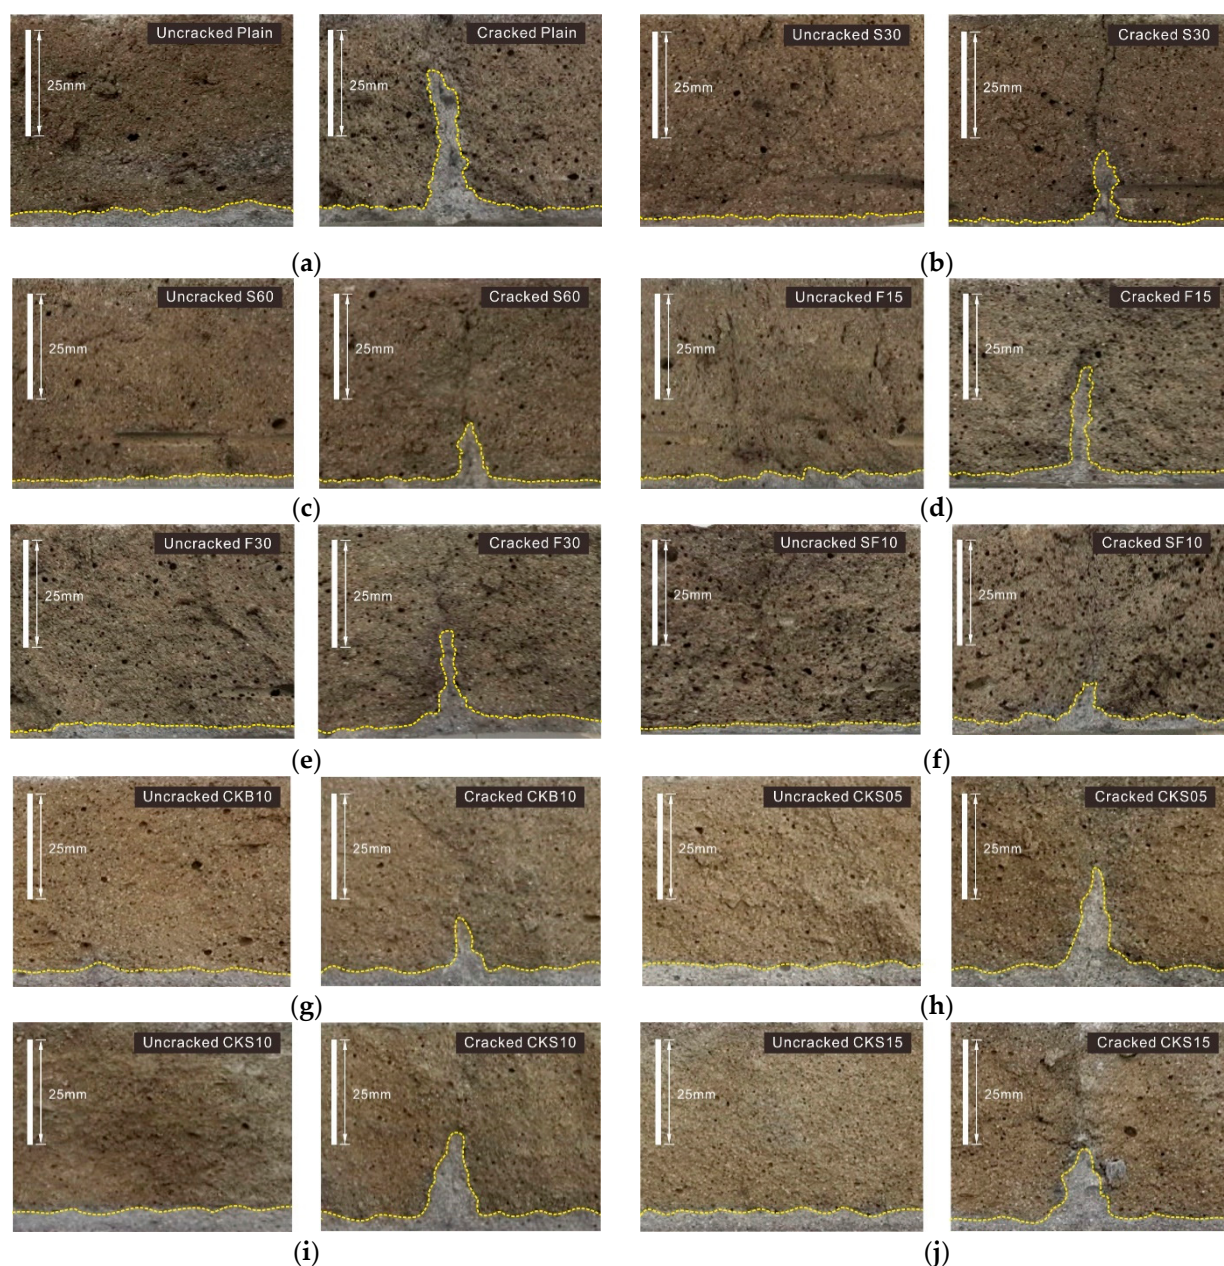 Uncracked Plain
25mm
Cracked Plain
25mm
Uncracked S30
25mm
Cracked S30
25mm
(a)
(b)
Uncracked S60
25mm
Cracked S60
25mm
Uncracked F15
25mm
Cracked F15
25mm
(c)
(d)
Uncracked F30
25mm
Cracked F30
25mm
Uncracked SF10
25mm
Cracked SF10
25mm
(e)
(f)
Uncracked CKB10
25mm
Cracked CKB10
25mm
Uncracked CKS05
25mm
Cracked CKS05
25mm
(g)
(h)
Uncracked CKS10
25mm
Cracked CKS10
25mm
Uncracked CKS15
25mm
Cracked CKS15
25mm
(i)
(j)